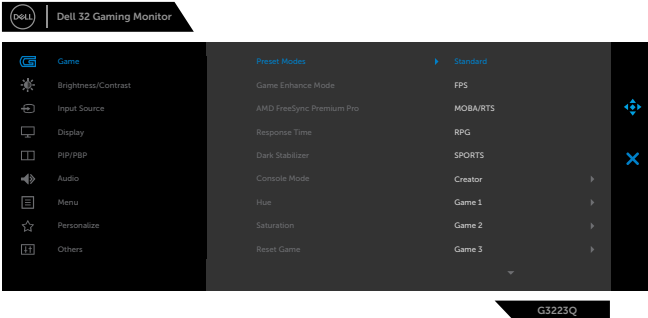 DELL
Dell 32 Gaming Monitor
Game
Preset Modes
Standard
Brightness/Contrast
Game Enhance Mode
FPS
Input Source
AMD FreeSync Premium Pro
MOBA/RTS
Display
Response Time
RPG
PIP/PBP
Dark Stabilizer
SPORTS
Audio
Console Mode
Creator
Menu
Hue
Game 1
Personalize
Saturation
Game 2
Others
Reset Game
Game 3
G3223Q